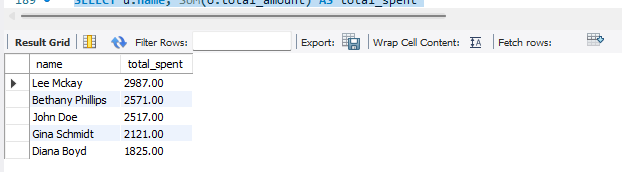 189 SELECT u.name, SUM(o.total_amount) AS total_spent
Result Grid Filter Rows: Export: Wrap Cell Content: Fetch rows:
name total_spent
Lee Mckay 2987.00
Bethany Phillips 2571.00
John Doe 2517.00
Gina Schmidt 2121.00
Diana Boyd 1825.00